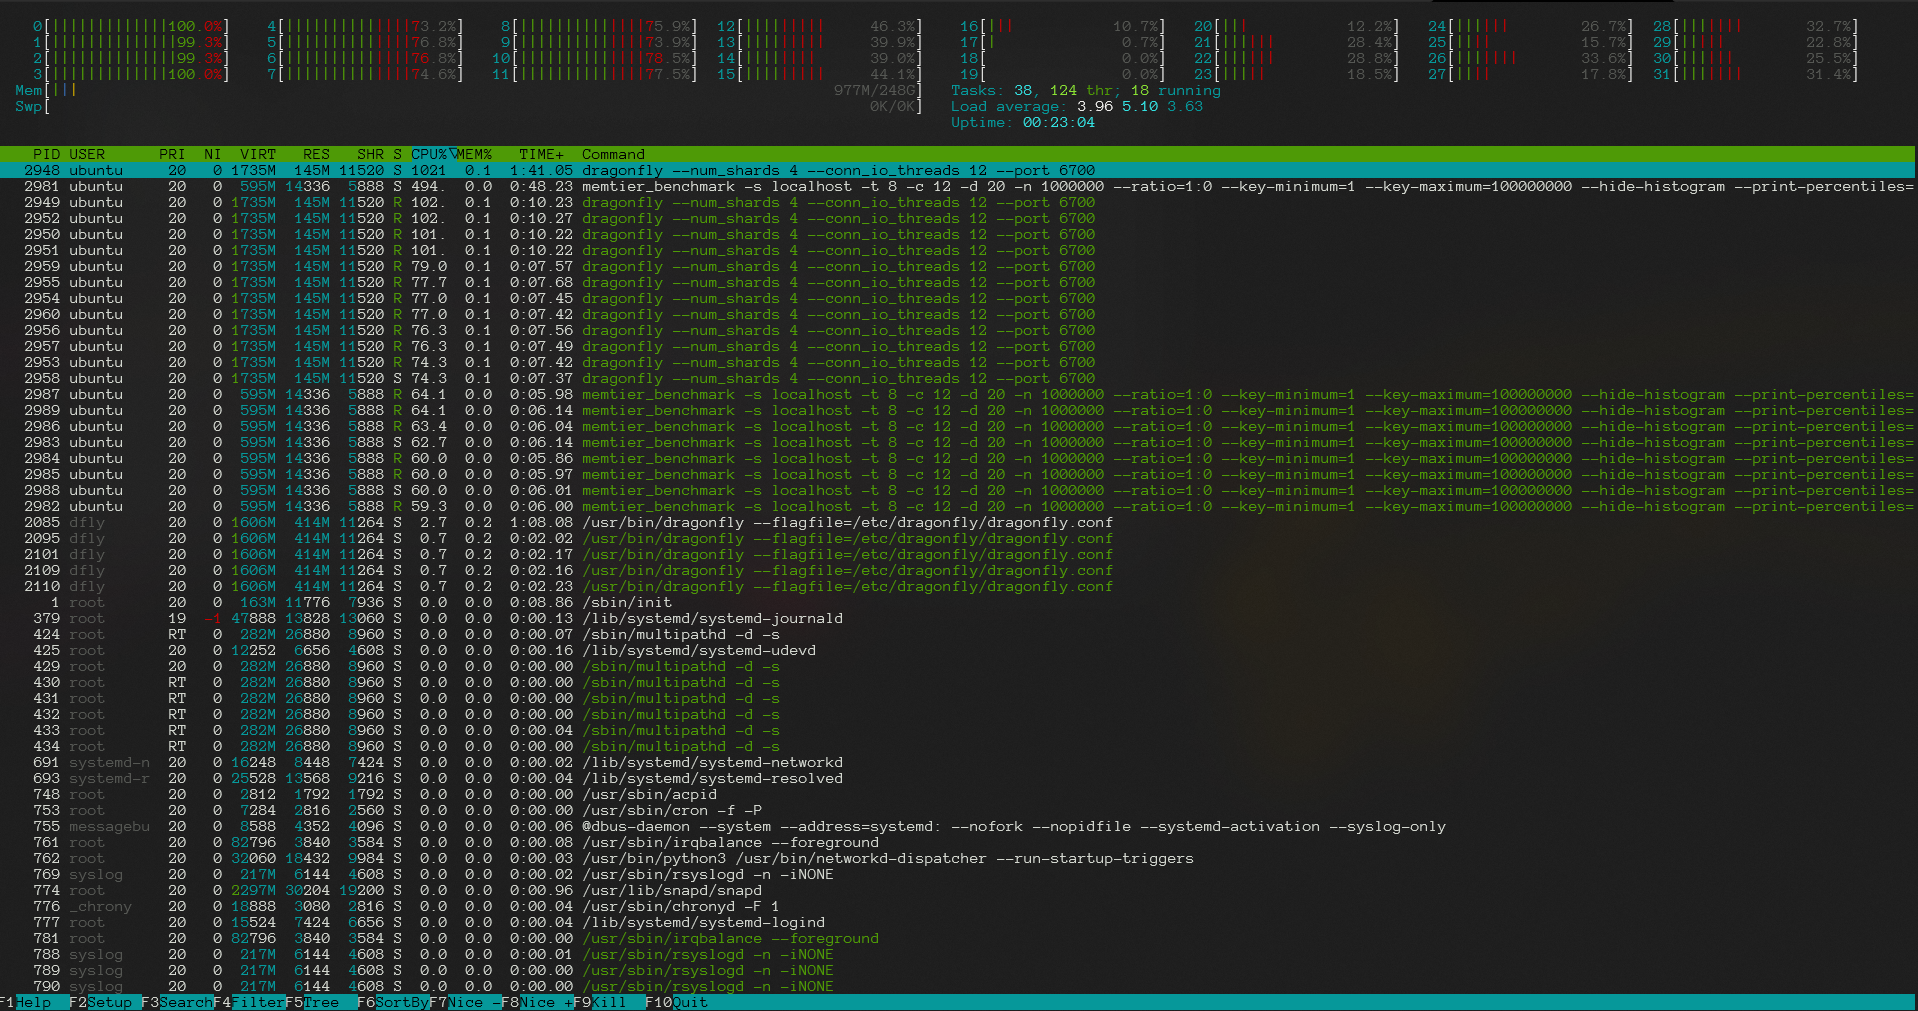 0[||||||||||||||||100.0%] 4[||||||||||||||||73.2%] 8[||||||||||||||||75.9%] 12[||||||||| 46.3%] 16[||| 10.7%] 20[||| 12.2%] 24[|||||| 26.7%] 28[||||||| 32.7%]
1[||||||||||||||||99.3%] 5[||||||||||||||||76.8%] 9[||||||||||||||||73.9%] 13[||||||||| 39.9%] 17[| 0.7%] 21[|||||| 28.4%] 25[|||| 15.7%] 29[||||| 22.8%]
2[||||||||||||||||99.3%] 6[||||||||||||||||76.8%] 10[||||||||||||||||78.5%] 14[|||||||| 39.0%] 18[ 0.0%] 22[|||||| 28.8%] 26[||||||| 33.6%] 30[|||||| 25.5%]
3[||||||||||||||||100.0%] 7[||||||||||||||||74.6%] 11[||||||||||||||||77.5%] 15[||||||||| 44.1%] 19[ 0.0%] 23[||||| 18.5%] 27[|||| 17.8%] 31[||||||| 31.4%]
Mem[||| 977M/248G] Tasks: 38, 124 thr; 18 running
Swp[ 0K/0K] Load average: 3.96 5.10 3.63
Uptime: 00:23:04
PID USER PRI NI VIRT RES SHR S CPU%▽MEM% TIME+ Command
2948 ubuntu 20 0 1735M 145M 11520 S 1021 0.1 1:41.05 dragonfly --num_shards 4 --conn_io_threads 12 --port 6700
2981 ubuntu 20 0 595M 14336 5888 S 494. 0.0 0:48.23 memtier_benchmark -s localhost -t 8 -c 12 -d 20 -n 1000000 --ratio=1:0 --key-minimum=1 --key-maximum=100000000 --hide-histogram --print-percentiles=
2949 ubuntu 20 0 1735M 145M 11520 R 102. 0.1 0:10.23 dragonfly --num_shards 4 --conn_io_threads 12 --port 6700
2952 ubuntu 20 0 1735M 145M 11520 R 102. 0.1 0:10.27 dragonfly --num_shards 4 --conn_io_threads 12 --port 6700
2950 ubuntu 20 0 1735M 145M 11520 R 101. 0.1 0:10.22 dragonfly --num_shards 4 --conn_io_threads 12 --port 6700
2951 ubuntu 20 0 1735M 145M 11520 R 101. 0.1 0:10.22 dragonfly --num_shards 4 --conn_io_threads 12 --port 6700
2959 ubuntu 20 0 1735M 145M 11520 R 79.0 0.1 0:07.57 dragonfly --num_shards 4 --conn_io_threads 12 --port 6700
2955 ubuntu 20 0 1735M 145M 11520 R 77.7 0.1 0:07.68 dragonfly --num_shards 4 --conn_io_threads 12 --port 6700
2954 ubuntu 20 0 1735M 145M 11520 R 77.0 0.1 0:07.45 dragonfly --num_shards 4 --conn_io_threads 12 --port 6700
2960 ubuntu 20 0 1735M 145M 11520 R 77.0 0.1 0:07.42 dragonfly --num_shards 4 --conn_io_threads 12 --port 6700
2956 ubuntu 20 0 1735M 145M 11520 R 76.3 0.1 0:07.56 dragonfly --num_shards 4 --conn_io_threads 12 --port 6700
2957 ubuntu 20 0 1735M 145M 11520 R 76.3 0.1 0:07.49 dragonfly --num_shards 4 --conn_io_threads 12 --port 6700
2953 ubuntu 20 0 1735M 145M 11520 R 74.3 0.1 0:07.42 dragonfly --num_shards 4 --conn_io_threads 12 --port 6700
2958 ubuntu 20 0 1735M 145M 11520 S 74.3 0.1 0:07.37 dragonfly --num_shards 4 --conn_io_threads 12 --port 6700
2987 ubuntu 20 0 595M 14336 5888 R 64.1 0.0 0:05.98 memtier_benchmark -s localhost -t 8 -c 12 -d 20 -n 1000000 --ratio=1:0 --key-minimum=1 --key-maximum=100000000 --hide-histogram --print-percentiles=
2989 ubuntu 20 0 595M 14336 5888 R 64.1 0.0 0:06.14 memtier_benchmark -s localhost -t 8 -c 12 -d 20 -n 1000000 --ratio=1:0 --key-minimum=1 --key-maximum=100000000 --hide-histogram --print-percentiles=
2986 ubuntu 20 0 595M 14336 5888 R 63.4 0.0 0:06.04 memtier_benchmark -s localhost -t 8 -c 12 -d 20 -n 1000000 --ratio=1:0 --key-minimum=1 --key-maximum=100000000 --hide-histogram --print-percentiles=
2983 ubuntu 20 0 595M 14336 5888 S 62.7 0.0 0:06.14 memtier_benchmark -s localhost -t 8 -c 12 -d 20 -n 1000000 --ratio=1:0 --key-minimum=1 --key-maximum=100000000 --hide-histogram --print-percentiles=
2984 ubuntu 20 0 595M 14336 5888 R 60.0 0.0 0:05.86 memtier_benchmark -s localhost -t 8 -c 12 -d 20 -n 1000000 --ratio=1:0 --key-minimum=1 --key-maximum=100000000 --hide-histogram --print-percentiles=
2985 ubuntu 20 0 595M 14336 5888 R 60.0 0.0 0:05.97 memtier_benchmark -s localhost -t 8 -c 12 -d 20 -n 1000000 --ratio=1:0 --key-minimum=1 --key-maximum=100000000 --hide-histogram --print-percentiles=
2988 ubuntu 20 0 595M 14336 5888 S 60.0 0.0 0:06.01 memtier_benchmark -s localhost -t 8 -c 12 -d 20 -n 1000000 --ratio=1:0 --key-minimum=1 --key-maximum=100000000 --hide-histogram --print-percentiles=
2982 ubuntu 20 0 595M 14336 5888 R 59.3 0.0 0:06.00 memtier_benchmark -s localhost -t 8 -c 12 -d 20 -n 1000000 --ratio=1:0 --key-minimum=1 --key-maximum=100000000 --hide-histogram --print-percentiles=
2085 dfly 20 0 1606M 414M 11264 S 2.7 0.2 1:08.08 /usr/bin/dragonfly --flagfile=/etc/dragonfly/dragonfly.conf
2095 dfly 20 0 1606M 414M 11264 S 0.7 0.2 0:02.02 /usr/bin/dragonfly --flagfile=/etc/dragonfly/dragonfly.conf
2101 dfly 20 0 1606M 414M 11264 S 0.7 0.2 0:02.17 /usr/bin/dragonfly --flagfile=/etc/dragonfly/dragonfly.conf
2109 dfly 20 0 1606M 414M 11264 S 0.7 0.2 0:02.16 /usr/bin/dragonfly --flagfile=/etc/dragonfly/dragonfly.conf
2110 dfly 20 0 1606M 414M 11264 S 0.7 0.2 0:02.23 /usr/bin/dragonfly --flagfile=/etc/dragonfly/dragonfly.conf
1 root 20 0 163M 11776 7936 S 0.0 0.0 0:08.86 /sbin/init
379 root 19 -1 47888 13828 13060 S 0.0 0.0 0:00.13 /lib/systemd/systemd-journald
424 root RT 0 282M 26880 8960 S 0.0 0.0 0:00.07 /sbin/multipathd -d -s
425 root 20 0 12252 6656 4608 S 0.0 0.0 0:00.16 /lib/systemd/systemd-udevd
429 root RT 0 282M 26880 8960 S 0.0 0.0 0:00.00 /sbin/multipathd -d -s
430 root RT 0 282M 26880 8960 S 0.0 0.0 0:00.00 /sbin/multipathd -d -s
431 root RT 0 282M 26880 8960 S 0.0 0.0 0:00.00 /sbin/multipathd -d -s
432 root RT 0 282M 26880 8960 S 0.0 0.0 0:00.00 /sbin/multipathd -d -s
433 root RT 0 282M 26880 8960 S 0.0 0.0 0:00.04 /sbin/multipathd -d -s
434 root RT 0 282M 26880 8960 S 0.0 0.0 0:00.00 /sbin/multipathd -d -s
691 systemd-n 20 0 16248 8448 7424 S 0.0 0.0 0:00.02 /lib/systemd/systemd-networkd
693 systemd-r 20 0 25528 13568 9216 S 0.0 0.0 0:00.04 /lib/systemd/systemd-resolved
748 root 20 0 2812 1792 1792 S 0.0 0.0 0:00.00 /usr/sbin/acpid
753 root 20 0 7284 2816 2560 S 0.0 0.0 0:00.00 /usr/sbin/cron -f -P
755 messagebu 20 0 8588 4352 4096 S 0.0 0.0 0:00.06 @dbus-daemon --system --address=systemd: --nofork --nopidfile --systemd-activation --syslog-only
761 root 20 0 82796 3840 3584 S 0.0 0.0 0:00.08 /usr/sbin/irqbalance --foreground
762 root 20 0 32060 18432 9984 S 0.0 0.0 0:00.03 /usr/bin/python3 /usr/bin/networkd-dispatcher --run-startup-triggers
769 syslog 20 0 217M 6144 4608 S 0.0 0.0 0:00.02 /usr/sbin/rsyslogd -n -iNONE
774 root 20 0 2297M 30204 19200 S 0.0 0.0 0:00.96 /usr/lib/snapd/snapd
776 _chrony 20 0 18888 3080 2816 S 0.0 0.0 0:00.04 /usr/sbin/chronyd -F 1
777 root 20 0 15524 7424 6656 S 0.0 0.0 0:00.04 /lib/systemd/systemd-logind
781 root 20 0 82796 3840 3584 S 0.0 0.0 0:00.00 /usr/sbin/irqbalance --foreground
788 syslog 20 0 217M 6144 4608 S 0.0 0.0 0:00.01 /usr/sbin/rsyslogd -n -iNONE
789 syslog 20 0 217M 6144 4608 S 0.0 0.0 0:00.00 /usr/sbin/rsyslogd -n -iNONE
790 syslog 20 0 217M 6144 4608 S 0.0 0.0 0:00.00 /usr/sbin/rsyslogd -n -iNONE
F1Help F2Setup F3SearchF4FilterF5Tree F6SortByF7Nice -F8Nice +F9Kill F10Quit